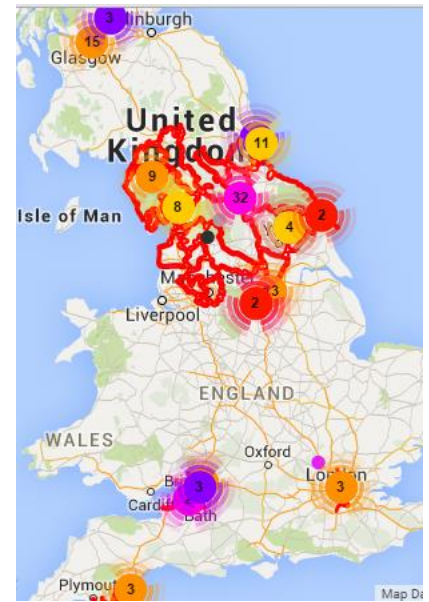 3
Edinburgh
15
Glasgow
United
Kingdom
11
9
32
8
Isle of Man
2
4
Manchester
3
2
Liverpool
ENGLAND
WALES
Oxford
London
3
3
Cardiff
Bath
Plymouth
3
Map Da